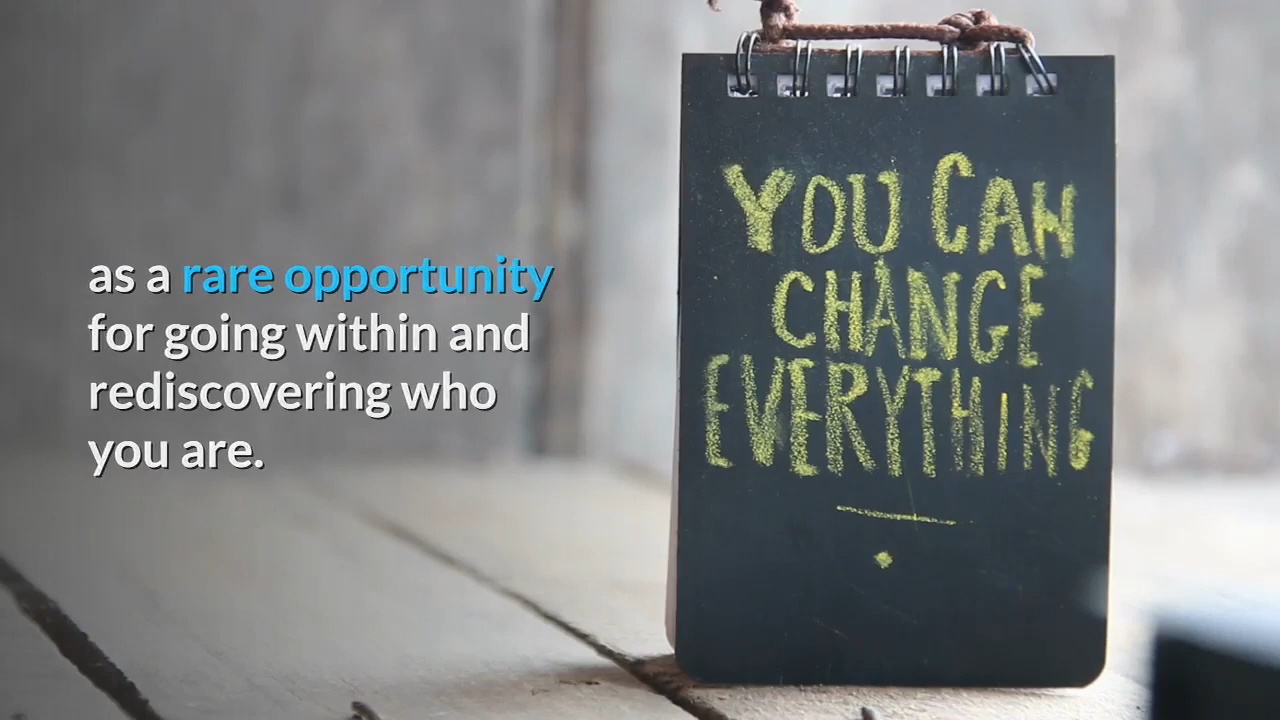 as a rare opportunity
for going within and
rediscovering who
you are.
YOU CAN
CHANGE
EVERYTHING